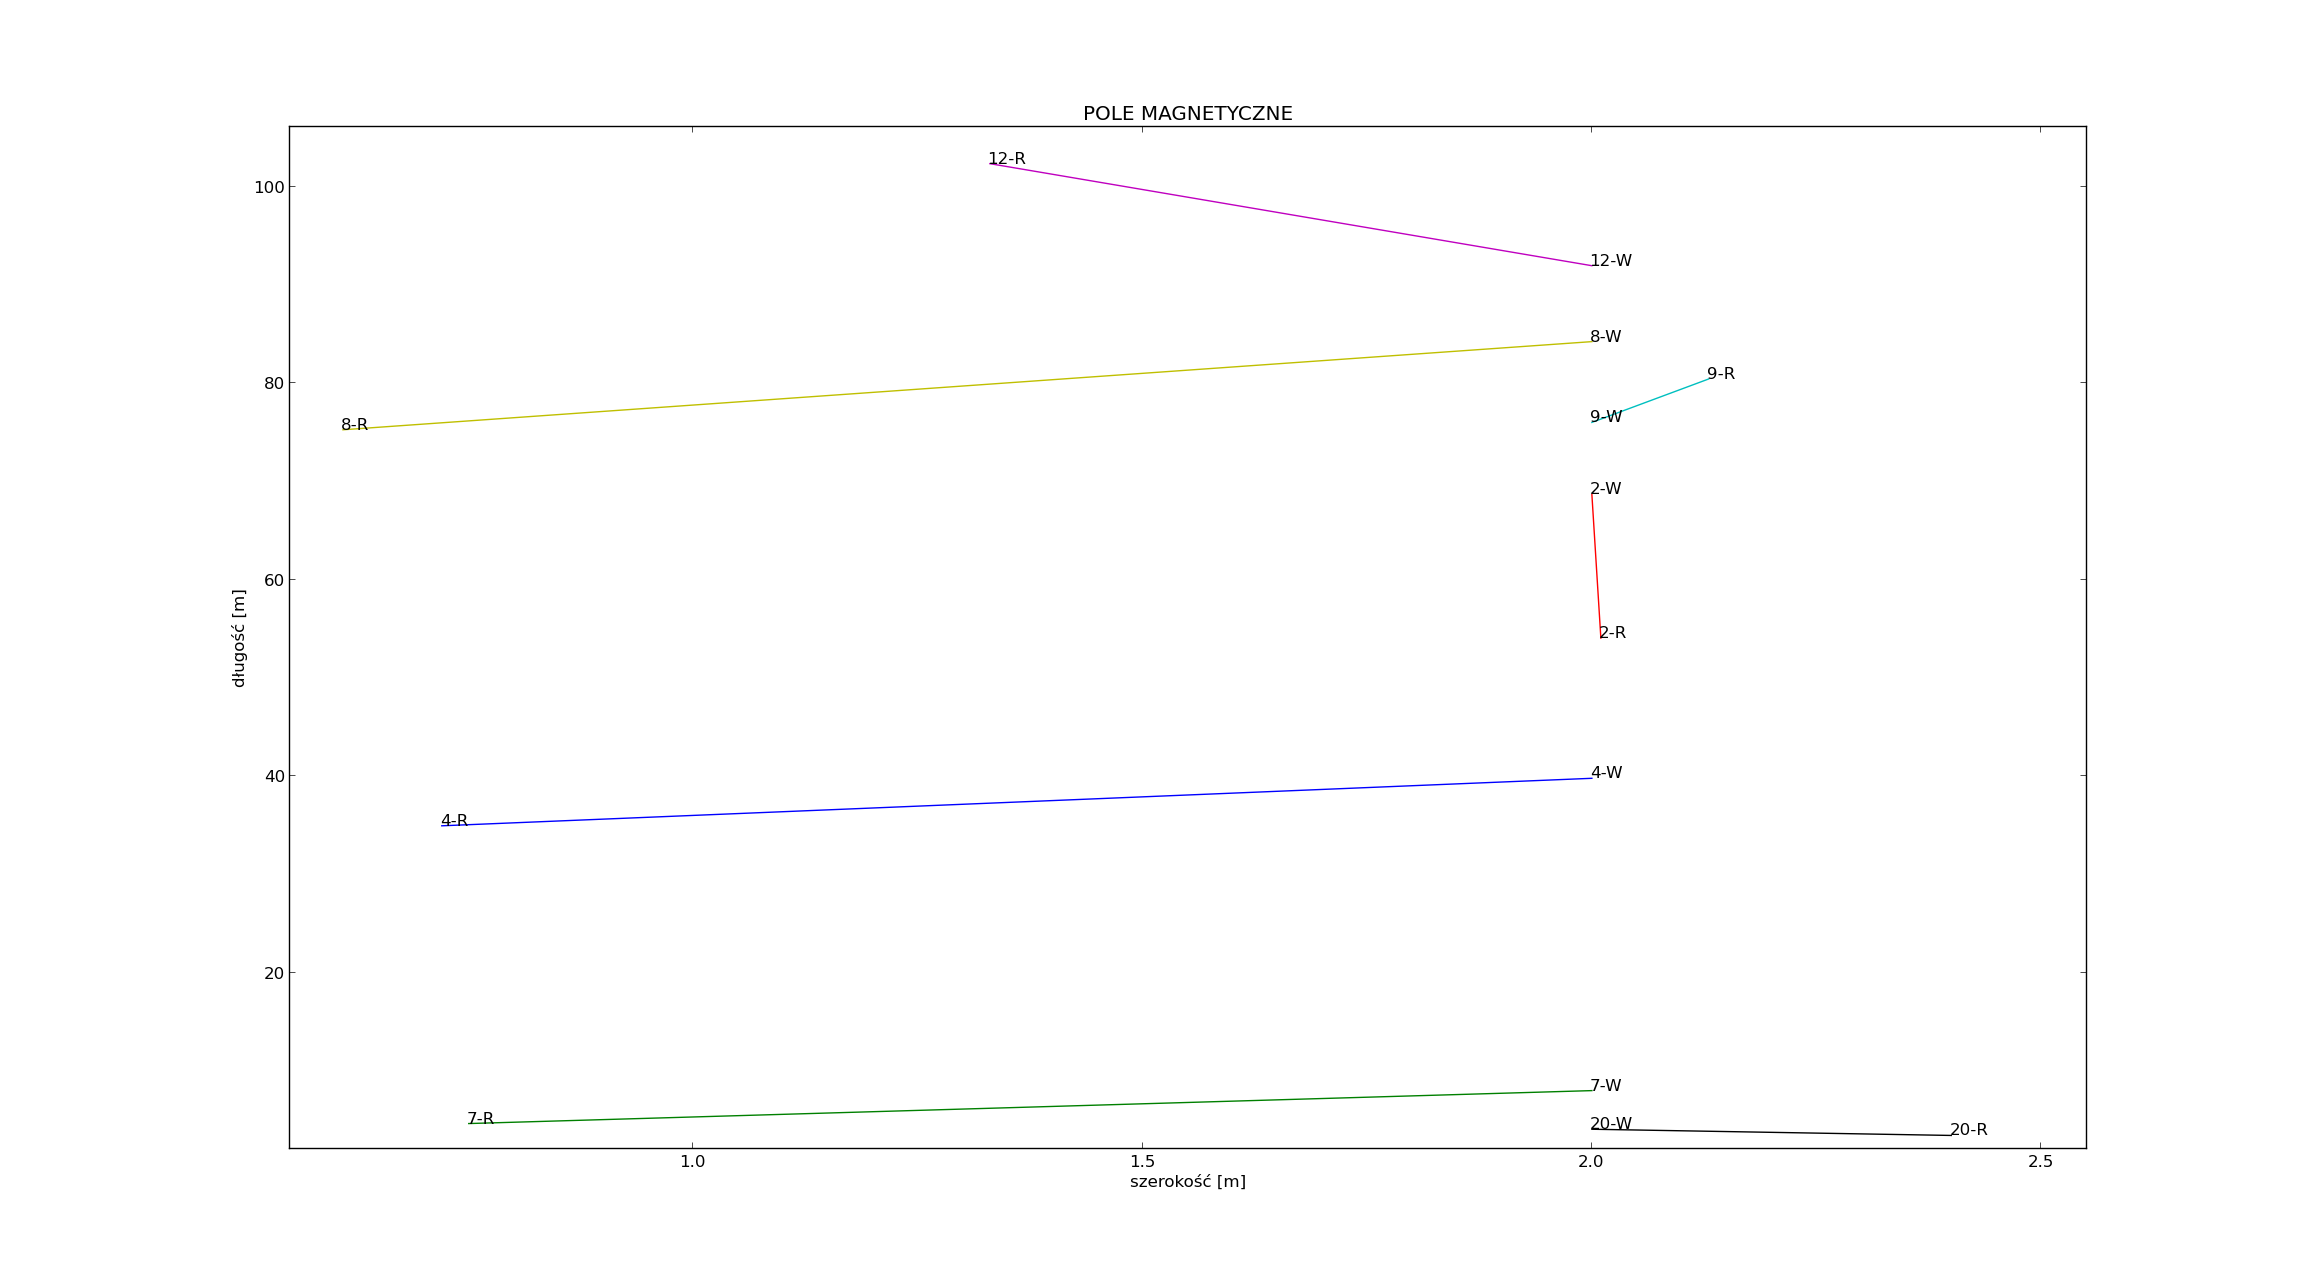 POLE MAGNETYCZNE
12-R
100
12-W
8-W
9-R
80
9-W
8-R
2-W
60
2-R
długość [m]
4-W
40
4-R
20
7-W
7-R
20-W
20-R
1.0
1.5
2.0
2.5
szerokość [m]